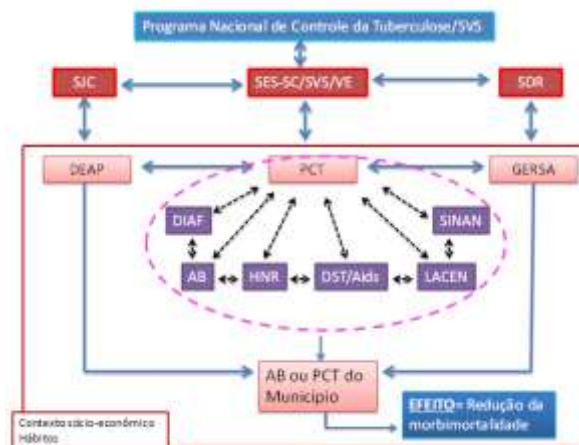 Programa Nacional de Controle da Tuberculose/SVS
SJC
SES-SC/SVS/VE
SDR
DEAP
PCT
GERSA
DIAF
SINAN
AB
HNR
DST/Aids
LACEN
AB ou PCT do
Município
EFEITO= Redução da
morbimortalidade
Contexto sócio-econômico
Hábitos